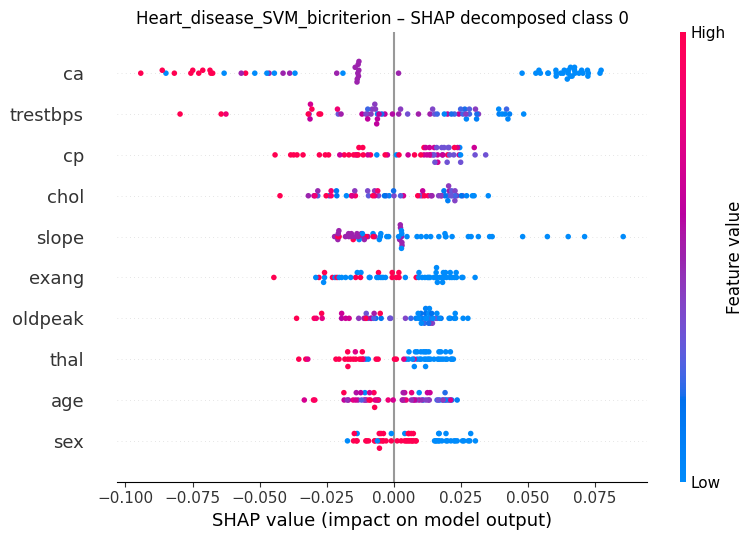 Heart_disease_SVM_bicriterion – SHAP decomposed class 0
High
ca
trestbps
cp
chol
slope
exang
oldpeak
thal
age
sex
Feature value
Low
−0.100 −0.075 −0.050 −0.025 0.000 0.025 0.050 0.075
SHAP value (impact on model output)